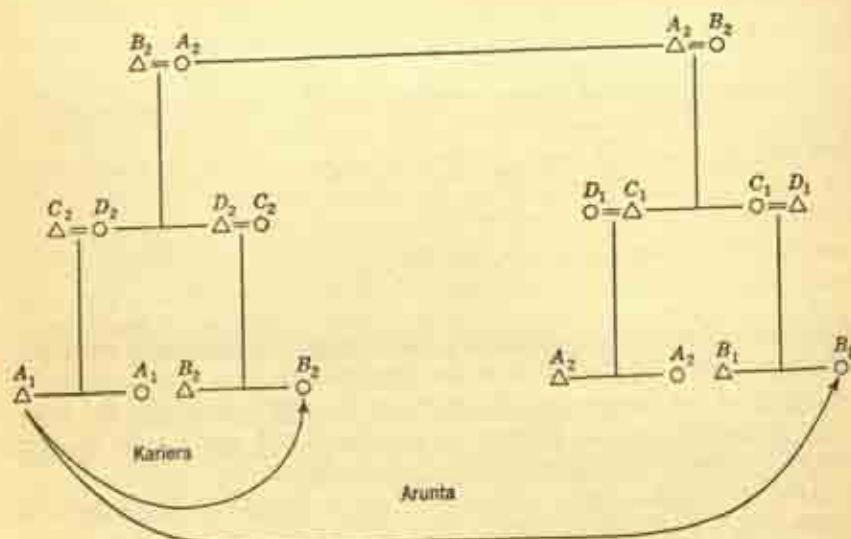 B₂ A₂ A₂ B₂
C₂ D₂ D₂ C₂ D₁ C₁ C₁ D₁
A₁ A₁ B₂ B₂ A₂ A₂ B₁
Kariera
Arunta